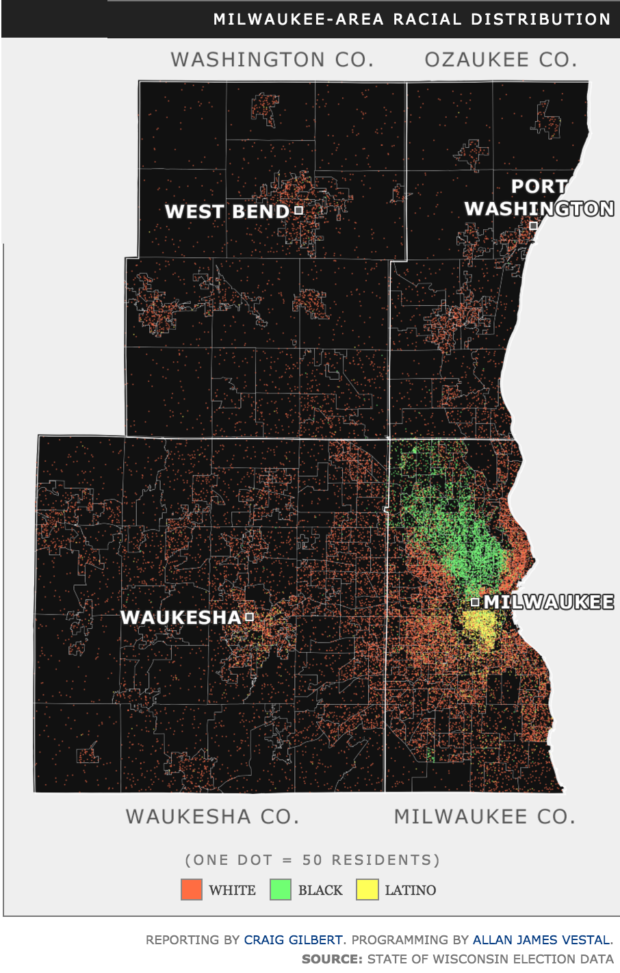 MILWAUKEE-AREA RACIAL DISTRIBUTION
WASHINGTON CO. OZAUKEE CO.
WEST BEND
PORT
WASHINGTON
WAUKESHA
MILWAUKEE
WAUKESHA CO. MILWAUKEE CO.
(ONE DOT = 50 RESIDENTS)
WHITE BLACK LATINO
REPORTING BY CRAIG GILBERT. PROGRAMMING BY ALLAN JAMES VESTAL.
SOURCE: STATE OF WISCONSIN ELECTION DATA